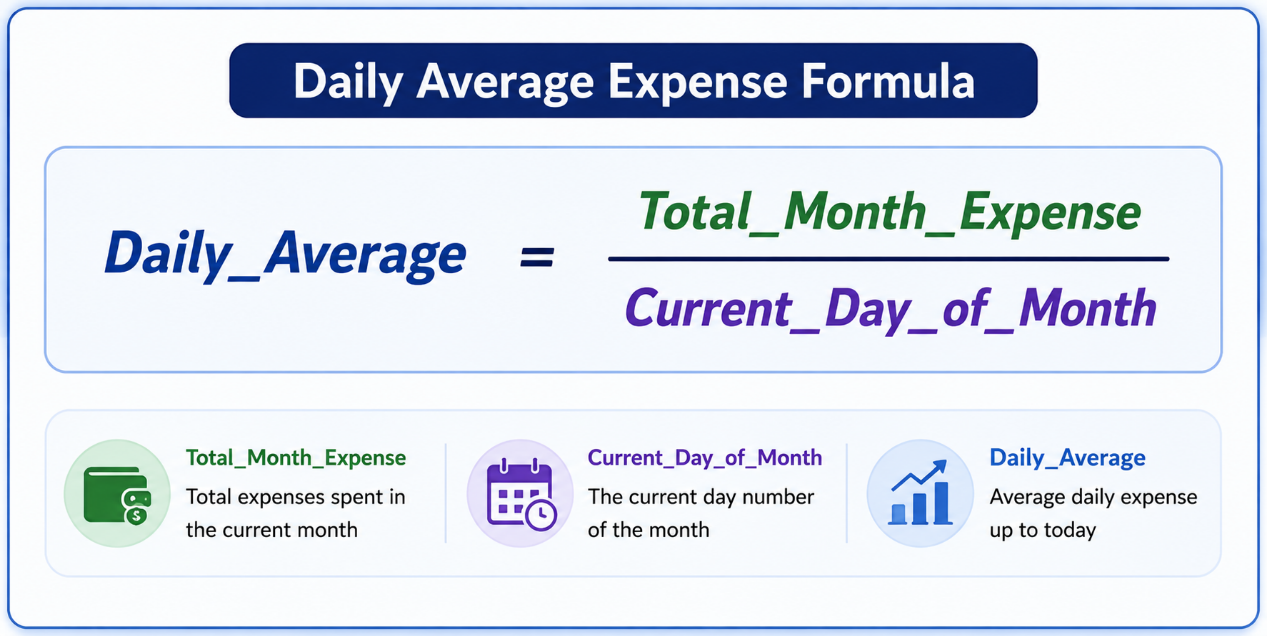 Daily Average Expense Formula
Daily_Average = Total_Month_Expense
Current_Day_of_Month
Total_Month_Expense
Total expenses spent in
the current month
$
Current_Day_of_Month
The current day number
of the month
Daily_Average
Average daily expense
up to today